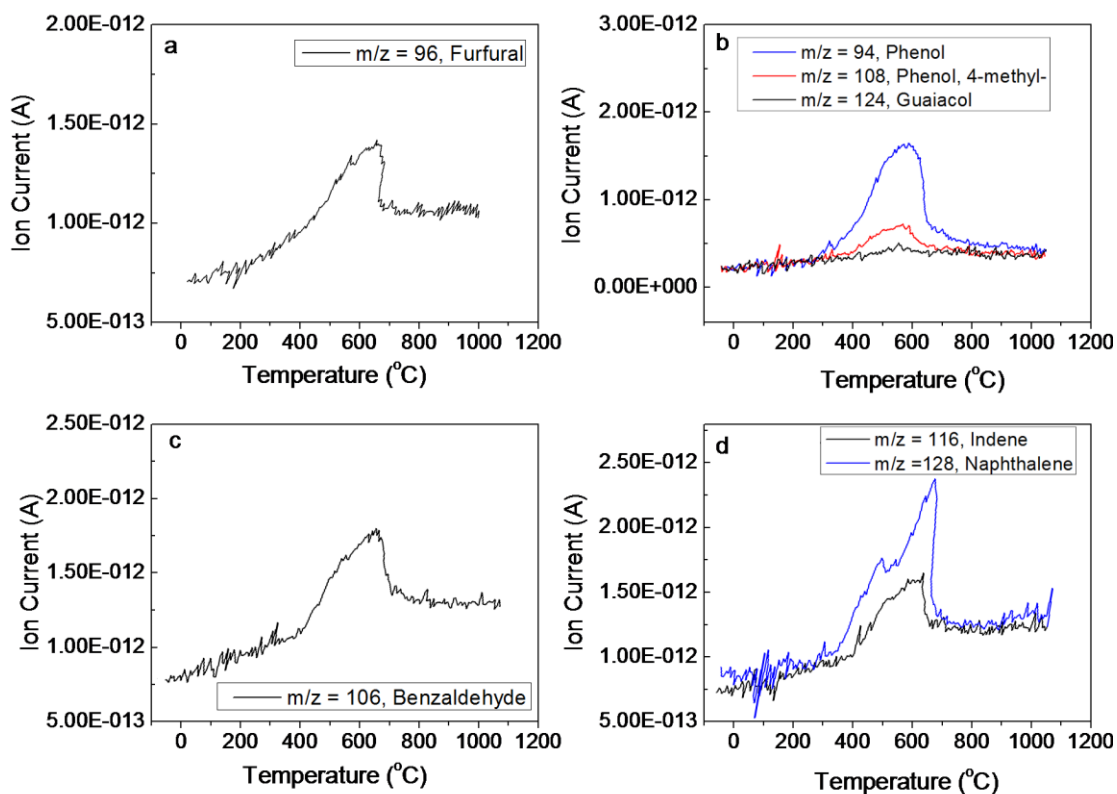 a
m/z = 96, Furfural
2.00E-012
1.50E-012
1.00E-012
5.00E-013
Ion Current (A)
0 200 400 600 800 1000 1200
Temperature (°C)
b
m/z = 94, Phenol
m/z = 108, Phenol, 4-methyl-
m/z = 124, Guaiacol
3.00E-012
2.00E-012
1.00E-012
0.00E+000
Ion Current (A)
0 200 400 600 800 1000 1200
Temperature (°C)
c
m/z = 106, Benzaldehyde
2.50E-012
2.00E-012
1.50E-012
1.00E-012
5.00E-013
Ion Current (A)
0 200 400 600 800 1000 1200
Temperature (°C)
d
m/z = 116, Indene
m/z =128, Naphthalene
2.50E-012
2.00E-012
1.50E-012
1.00E-012
5.00E-013
Ion Current (A)
0 200 400 600 800 1000 1200
Temperature (°C)